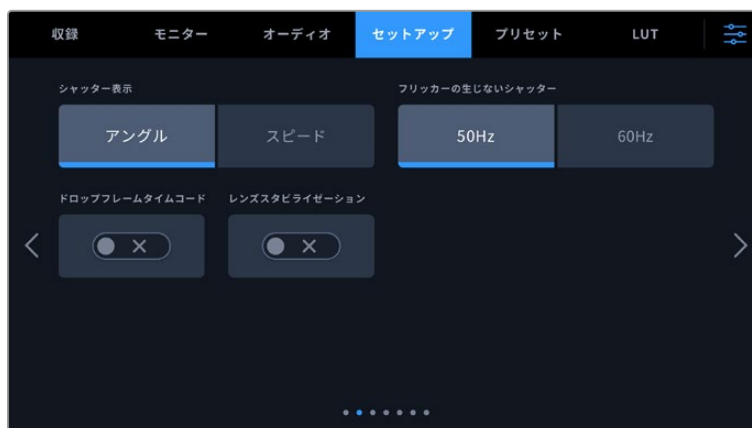 収録 モニター オーディオ セットアップ プリセット LUT
シャッター表示 フリッカーの生じないシャッター
アングル スピード 50Hz 60Hz
ドロップフレームタイムコード レンズスタビライゼーション